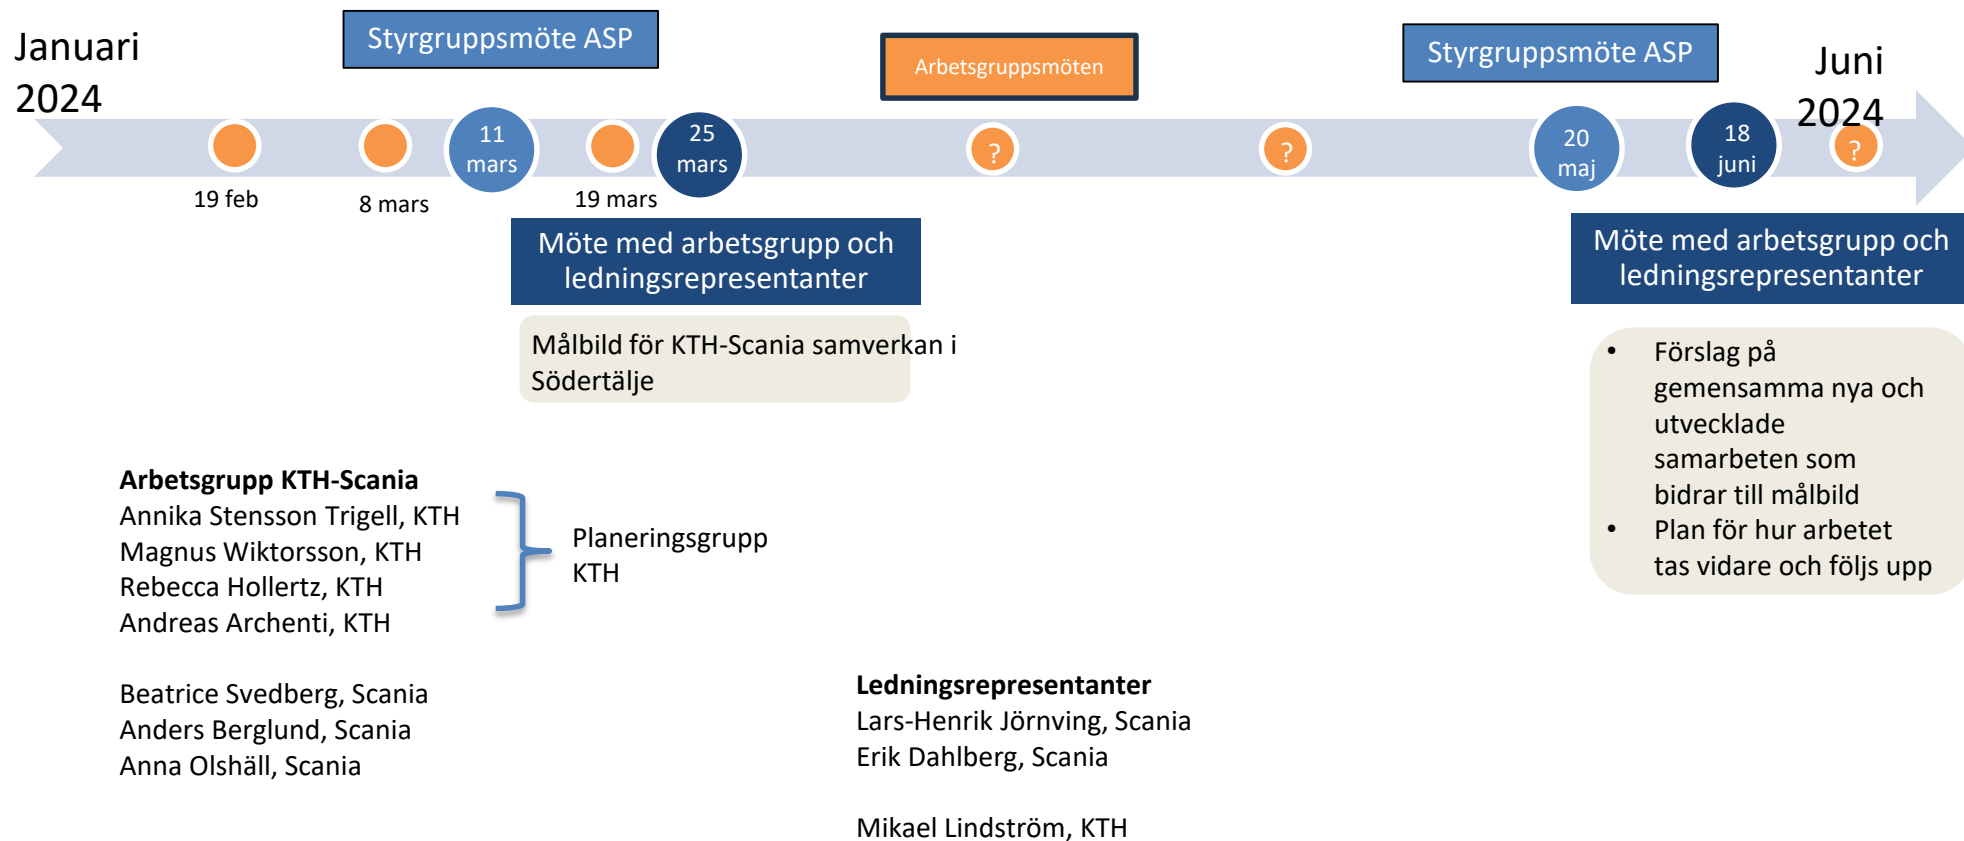 Januari
2024
Styrgruppsmöte ASP
Arbetsgruppsmöten
Styrgruppsmöte ASP
Juni
2024
19 feb
8 mars
11
mars
19 mars
25
mars
?
?
20
maj
18
juni
?
Möte med arbetsgrupp och
ledningsrepresentanter
Målbild för KTH-Scania samverkan i
Södertälje
Möte med arbetsgrupp och
ledningsrepresentanter
• Förslag på
gemensamma nya och
utvecklade
samarbeten som
bidrar till målbild
• Plan för hur arbetet
tas vidare och följs upp
Arbetsgrupp KTH-Scania
Annika Stensson Trigell, KTH
Magnus Wiktorsson, KTH
Rebecca Hollertz, KTH
Andreas Archenti, KTH
Planeringsgrupp
KTH
Beatrice Svedberg, Scania
Anders Berglund, Scania
Anna Olshäll, Scania
Ledningsrepresentanter
Lars-Henrik Jörnving, Scania
Erik Dahlberg, Scania
Mikael Lindström, KTH